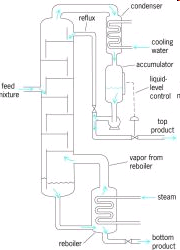 condenser
reflux
cooling
water
accumulator
feed
mixture
liquid-
level
control
top
product
vapor from
reboiler
steam
reboiler
bottom
product